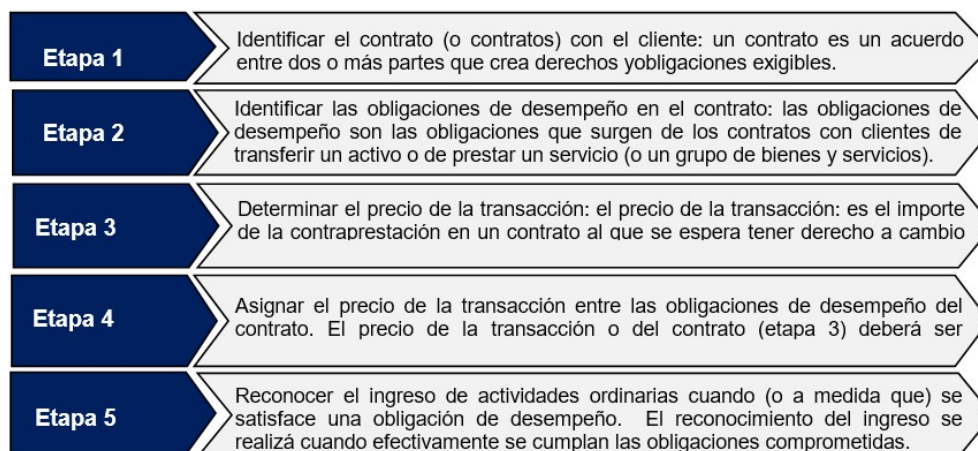 Etapa 1
Identificar el contrato (o contratos) con el cliente: un contrato es un acuerdo
entre dos o más partes que crea derechos yobligaciones exigibles.
Etapa 2
Identificar las obligaciones de desempeño en el contrato: las obligaciones de
desempeño son las obligaciones que surgen de los contratos con clientes de
transferir un activo o de prestar un servicio (o un grupo de bienes y servicios).
Etapa 3
Determinar el precio de la transacción: el precio de la transacción: es el importe
de la contraprestación en un contrato al que se espera tener derecho a cambio
Etapa 4
Asignar el precio de la transacción entre las obligaciones de desempeño del
contrato. El precio de la transacción o del contrato (etapa 3) deberá ser
Etapa 5
Reconocer el ingreso de actividades ordinarias cuando (o a medida que) se
satisface una obligación de desempeño. El reconocimiento del ingreso se
realizá cuando efectivamente se cumplan las obligaciones comprometidas.